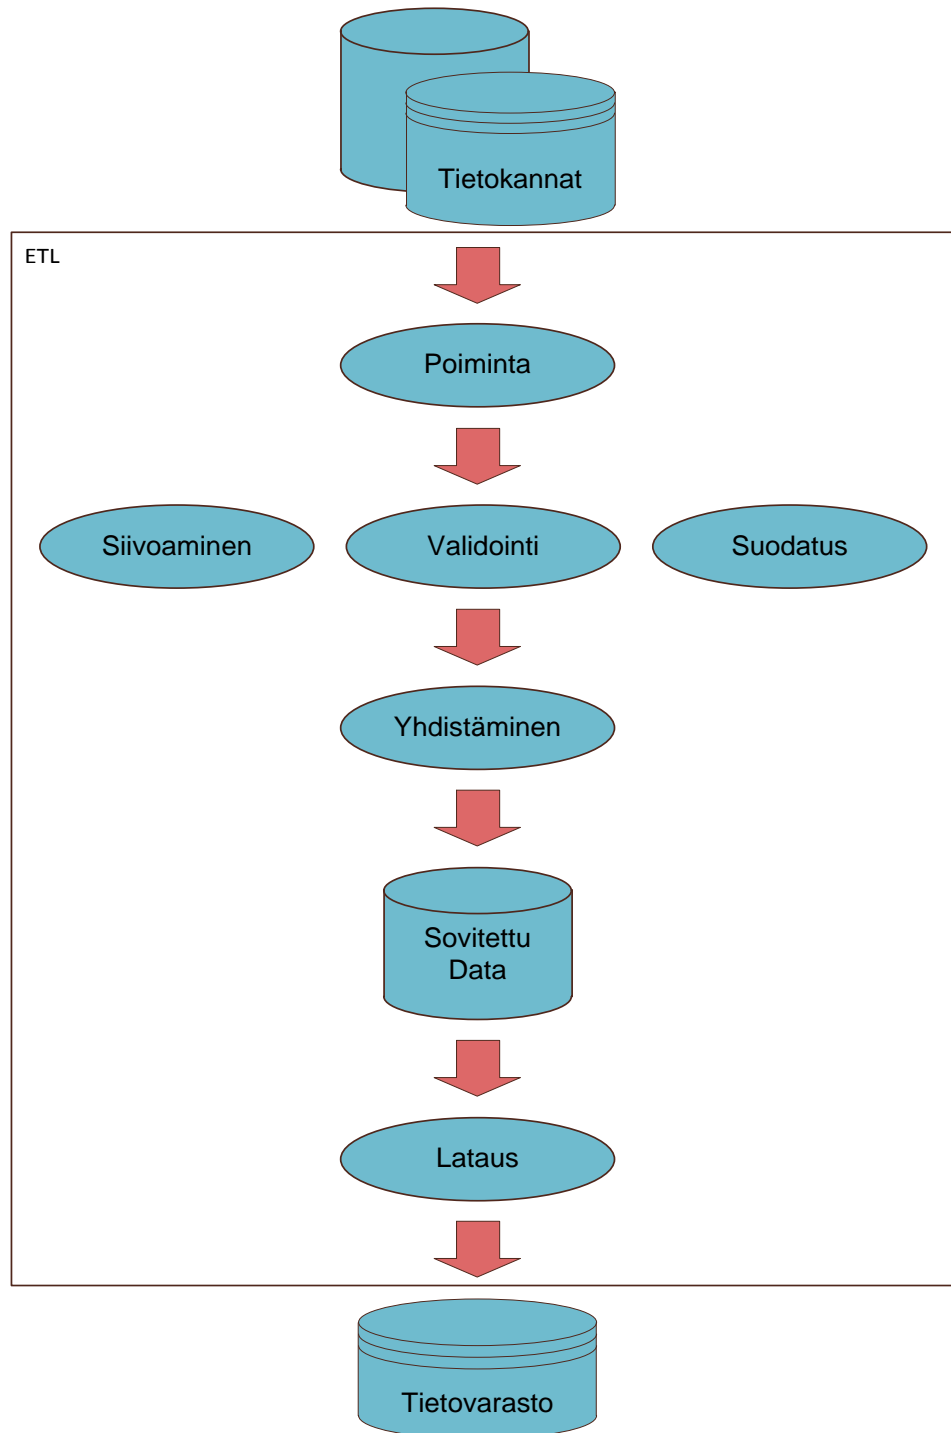 Tietokannat
ETL
Poiminta
Siivoaminen
Validointi
Suodatus
Yhdistäminen
Sovitettu
Data
Lataus
Tietovarasto